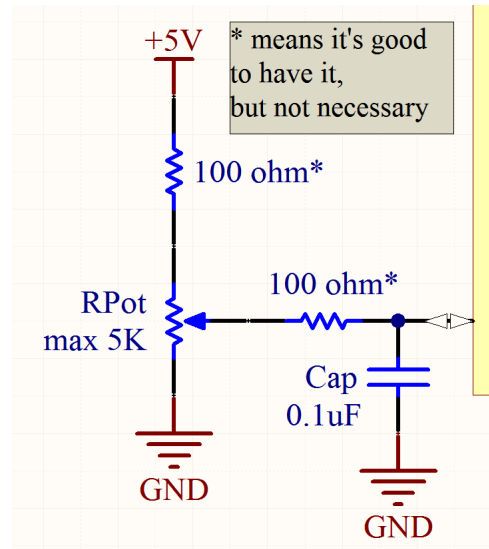 +5V
* means it's good
to have it,
but not necessary
100 ohm*
100 ohm*
RPot
max 5K
Cap
0.1uF
GND
GND